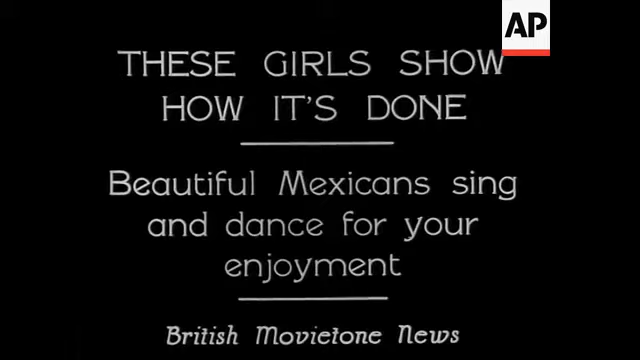 AP
THESE GIRLS SHOW
HOW IT'S DONE
Beautiful Mexicans sing
and dance for your
enjoyment
British Movietone News